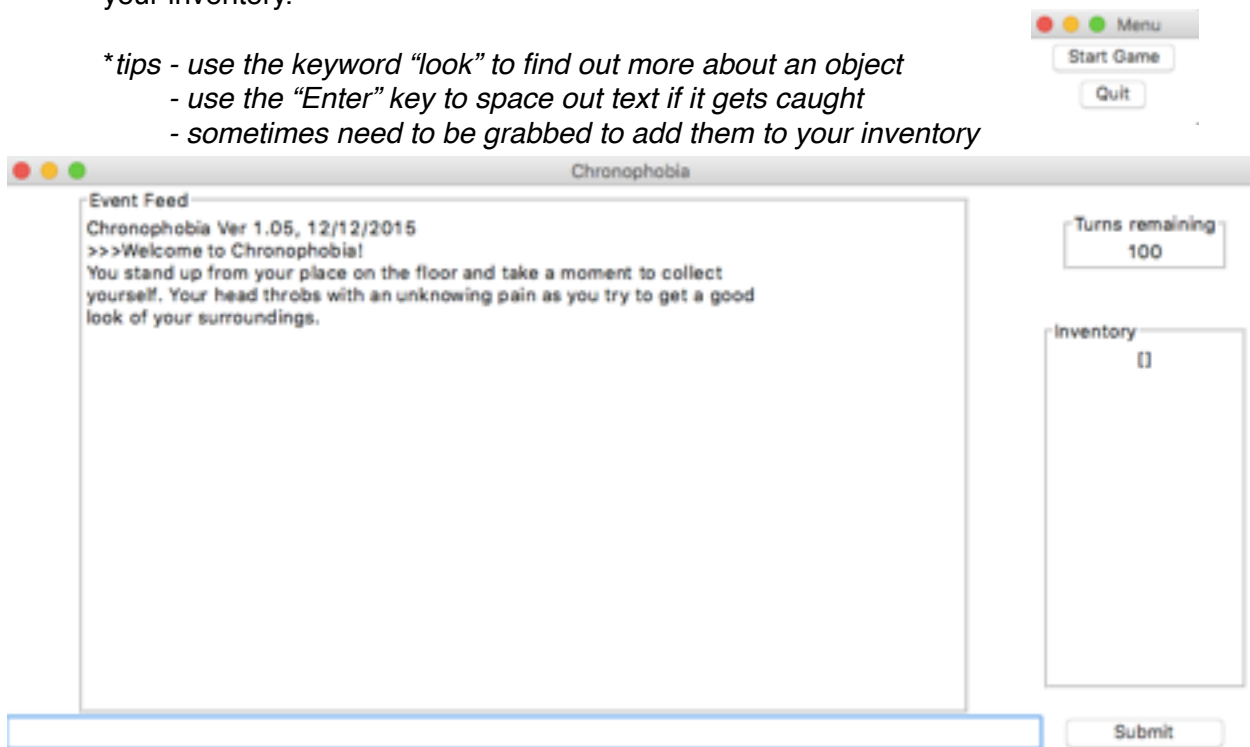 your inventory.
*tips - use the keyword “look” to find out more about an object
- use the “Enter” key to space out text if it gets caught
- sometimes need to be grabbed to add them to your inventory
Menu
Start Game
Quit
Chronophobia
Event Feed
Chronophobia Ver 1.05, 12/12/2015
>>>Welcome to Chronophobia!
You stand up from your place on the floor and take a moment to collect
yourself. Your head throbs with an unknowing pain as you try to get a good
look of your surroundings.
Turns remaining
100
Inventory
[]
Submit